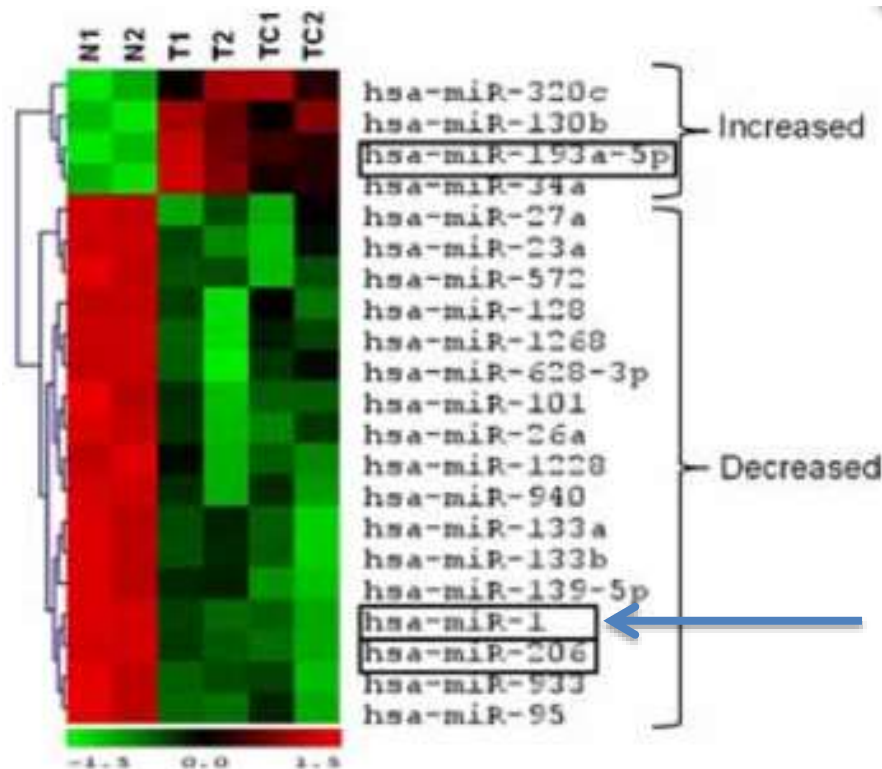 N1 N2 T1 T2 TC1 TC2
hsa-miR-320c
hsa-miR-130b
Increased
hsa-miR-193a-5p
hsa-miR-34a
hsa-miR-27a
hsa-miR-23a
hsa-miR-572
hsa-miR-128
hsa-miR-1268
hsa-miR-628-3p
hsa-miR-101
hsa-miR-26a
hsa-miR-1228
Decreased
hsa-miR-940
hsa-miR-133a
hsa-miR-133b
hsa-miR-139-5p
hsa-miR-1
hsa-miR-206
hsa-miR-933
hsa-miR-95
-1.5 0.0 1.5